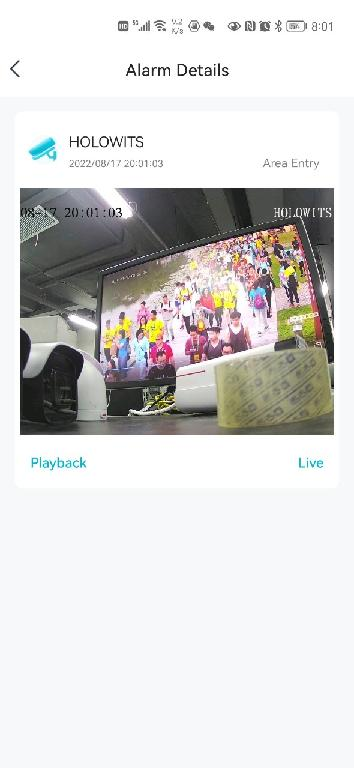 8:01
Alarm Details
HOLOWITS
2022/08/17 20:01:03
Area Entry
08-17 20:01:03
HOLOWITS
Playback
Live